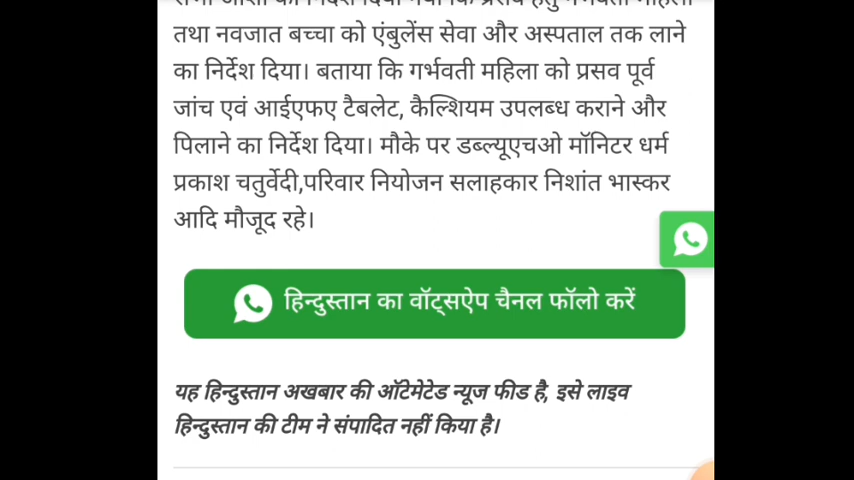 तथा नवजात बच्चा को एंबुलेंस सेवा और अस्पताल तक लाने
का निर्देश दिया। बताया कि गर्भवती महिला को प्रसव पूर्व
जांच एवं आईएफए टैबलेट, कैल्शियम उपलब्ध कराने और
पिलाने का निर्देश दिया। मौके पर डब्ल्यूएचओ मॉनिटर धर्म
प्रकाश चतुर्वेदी,परिवार नियोजन सलाहकार निशांत भास्कर
आदि मौजूद रहे।
हिन्दुस्तान का वॉट्सऐप चैनल फॉलो करें
यह हिन्दुस्तान अखबार की ऑटेमेटेड न्यूज फीड है, इसे लाइव
हिन्दुस्तान की टीम ने संपादित नहीं किया है।